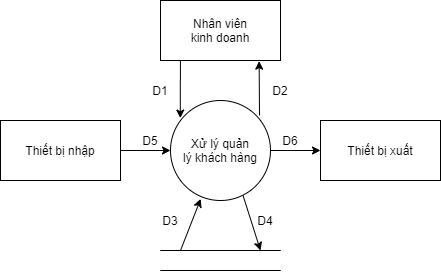 Nhân viên
kinh doanh
D1
D2
Thiết bị nhập
D5
Xử lý quản
lý khách hàng
D6
Thiết bị xuất
D3
D4